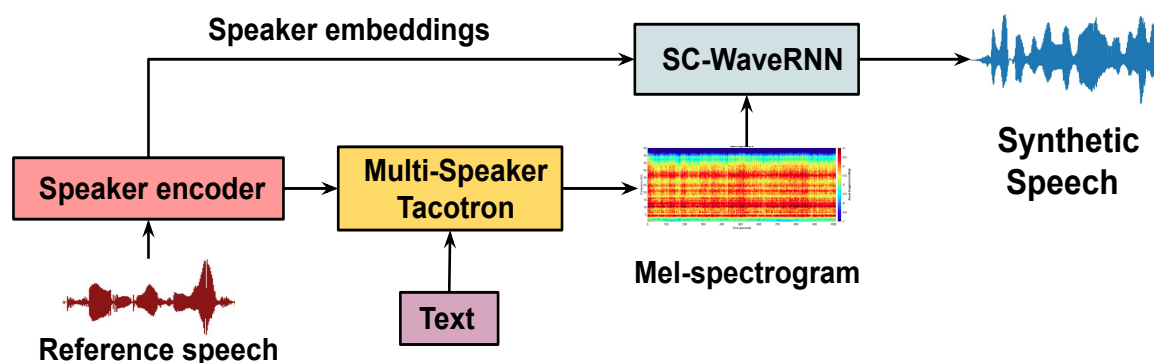 Speaker embeddings
SC-WaveRNN
Synthetic
Speech
Speaker encoder
Multi-Speaker
Tacotron
Mel-spectrogram
Text
Reference speech